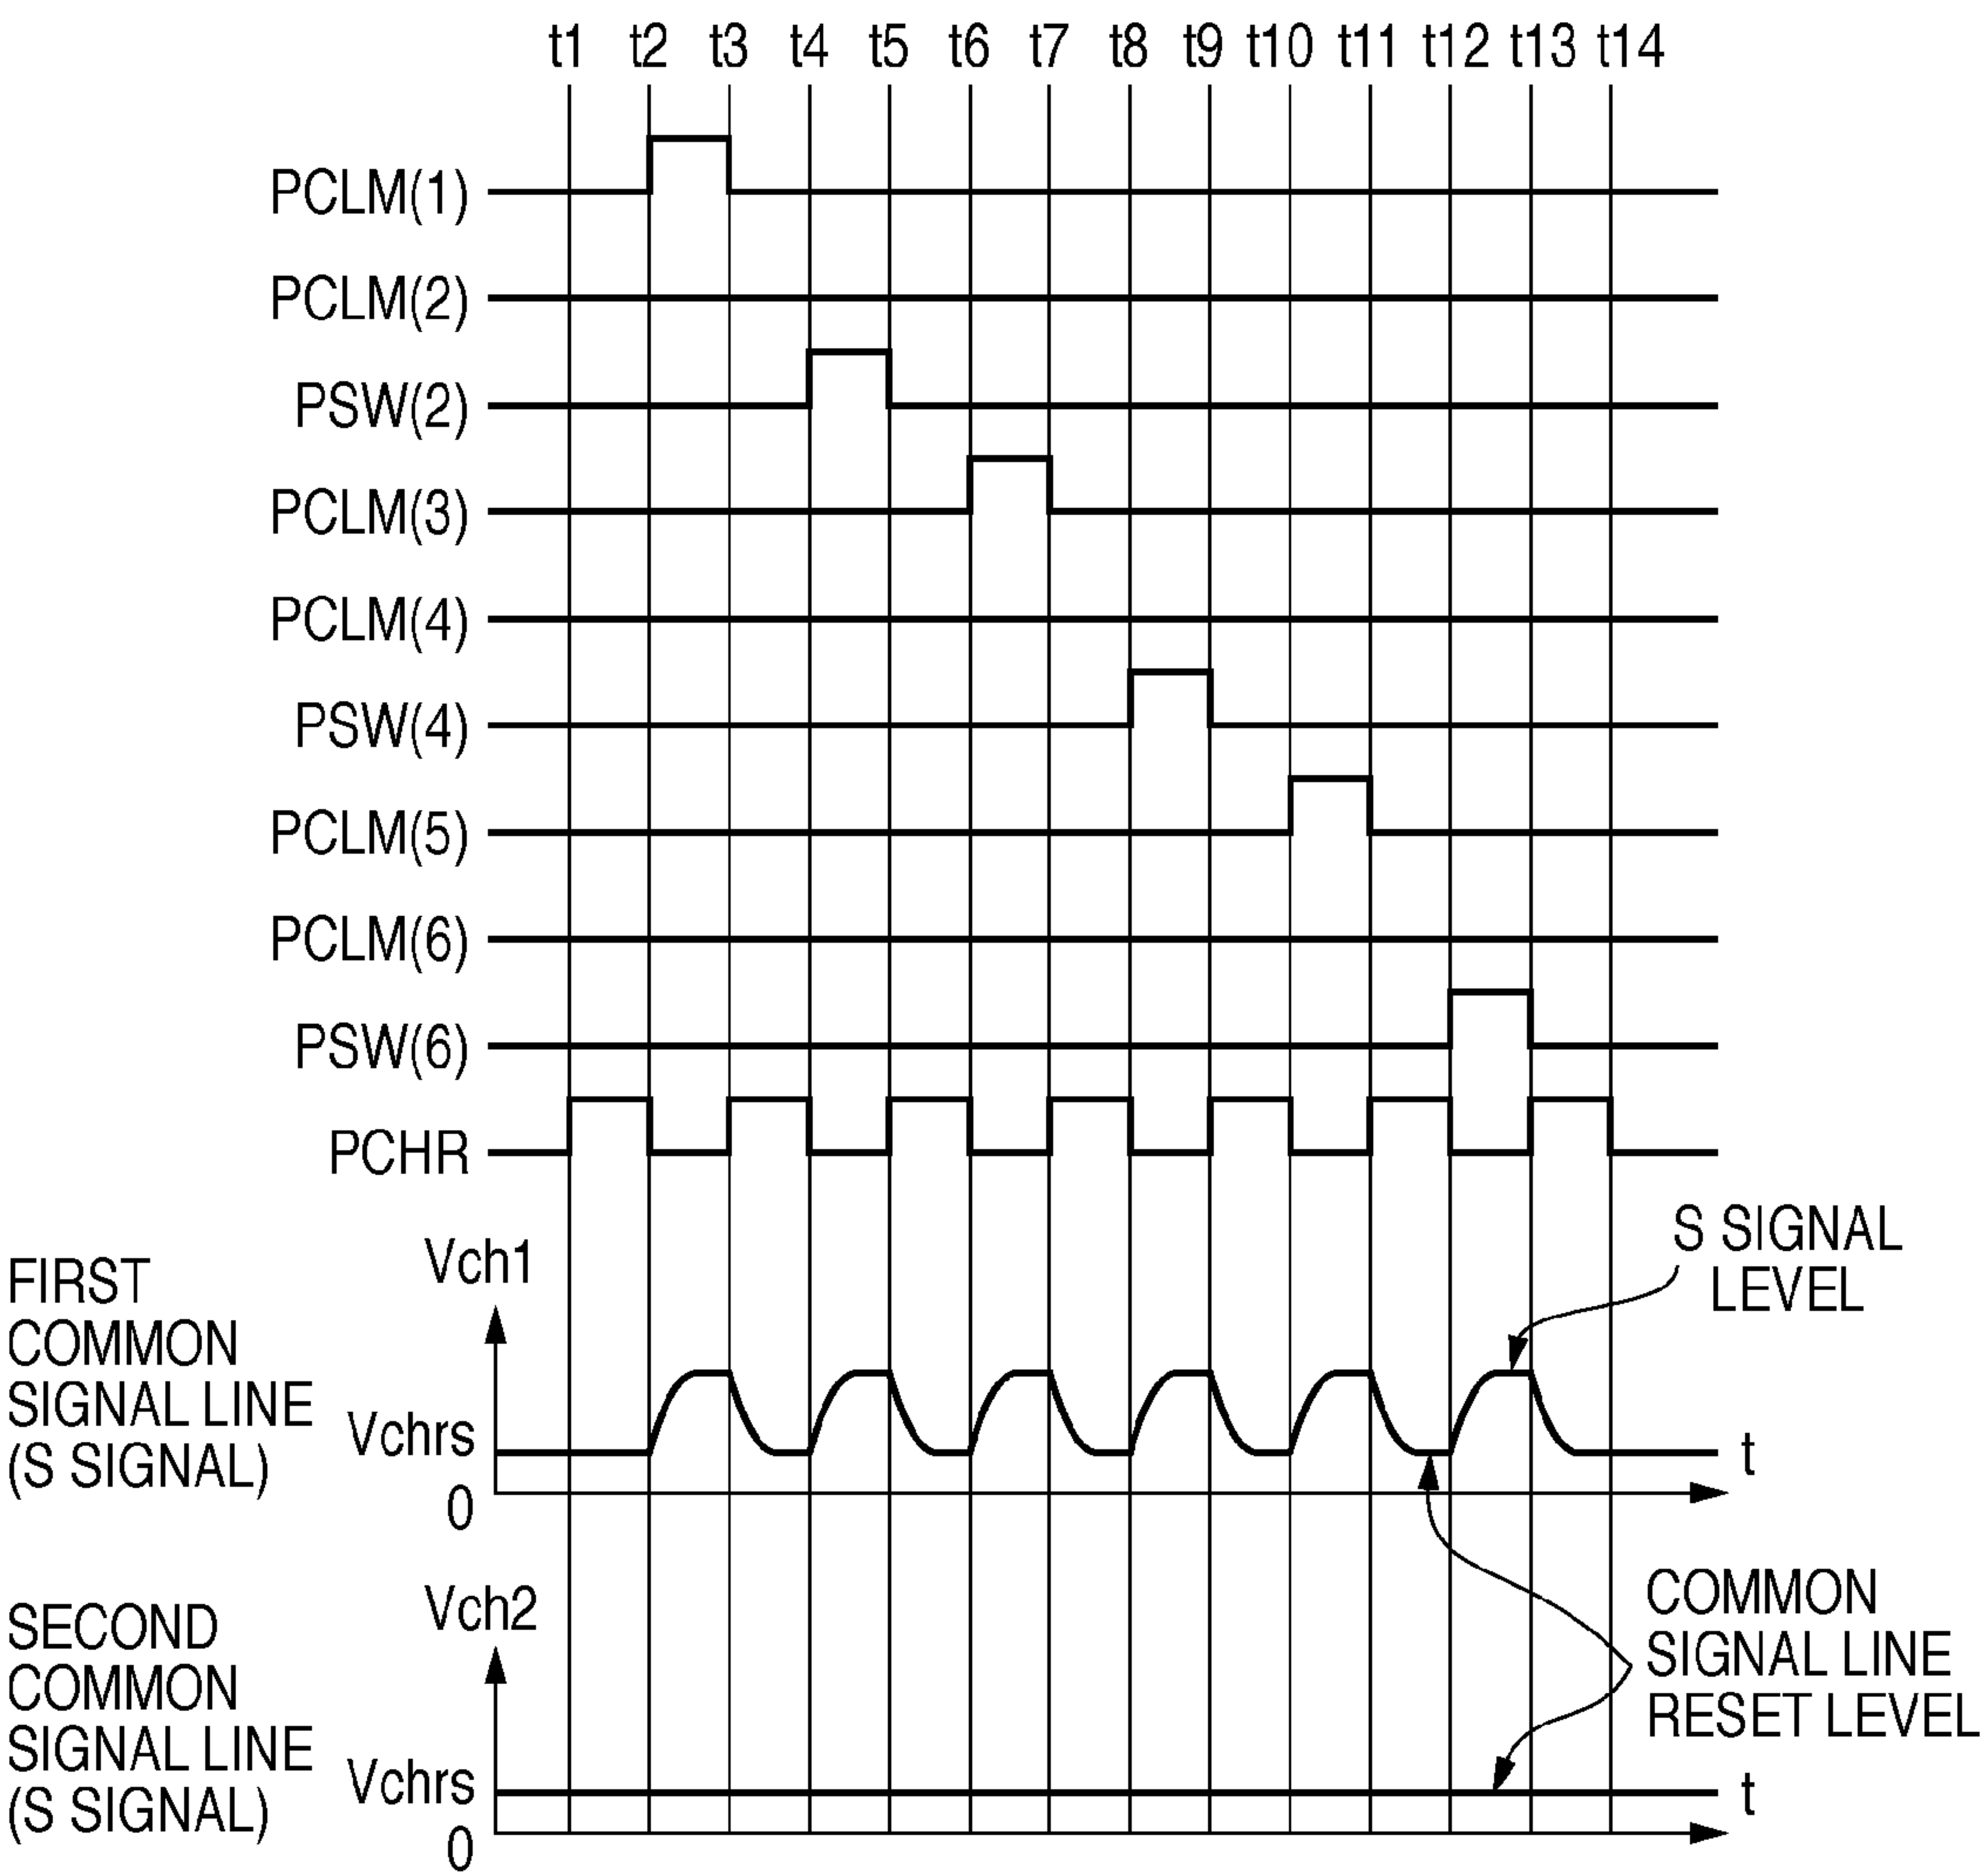 t1 t2 t3 t4 t5 t6 t7 t8 t9 t10 t11 t12 t13 t14
PCLM(1)
PCLM(2)
PSW(2)
PCLM(3)
PCLM(4)
PSW(4)
PCLM(5)
PCLM(6)
PSW(6)
PCHR
S SIGNAL
LEVEL
Vch1
FIRST
COMMON
SIGNAL LINE
(S SIGNAL)
Vchrs
t
0
Vch2
SECOND
COMMON
SIGNAL LINE
(S SIGNAL)
COMMON
SIGNAL LINE
RESET LEVEL
Vchrs
t
0